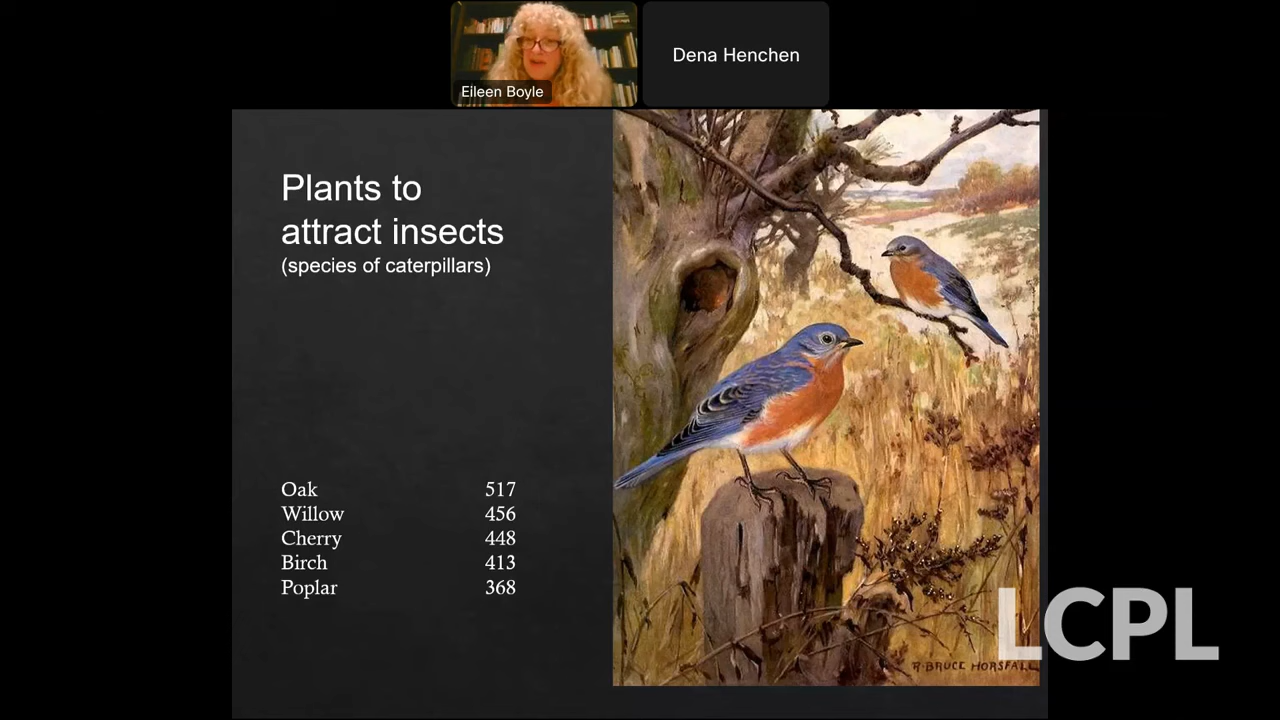 Eileen Boyle
Dena Henchen
Plants to
attract insects
(species of caterpillars)
Oak 517
Willow 456
Cherry 448
Birch 413
Poplar 368
R. BRUCE HORSFALL
LCPL